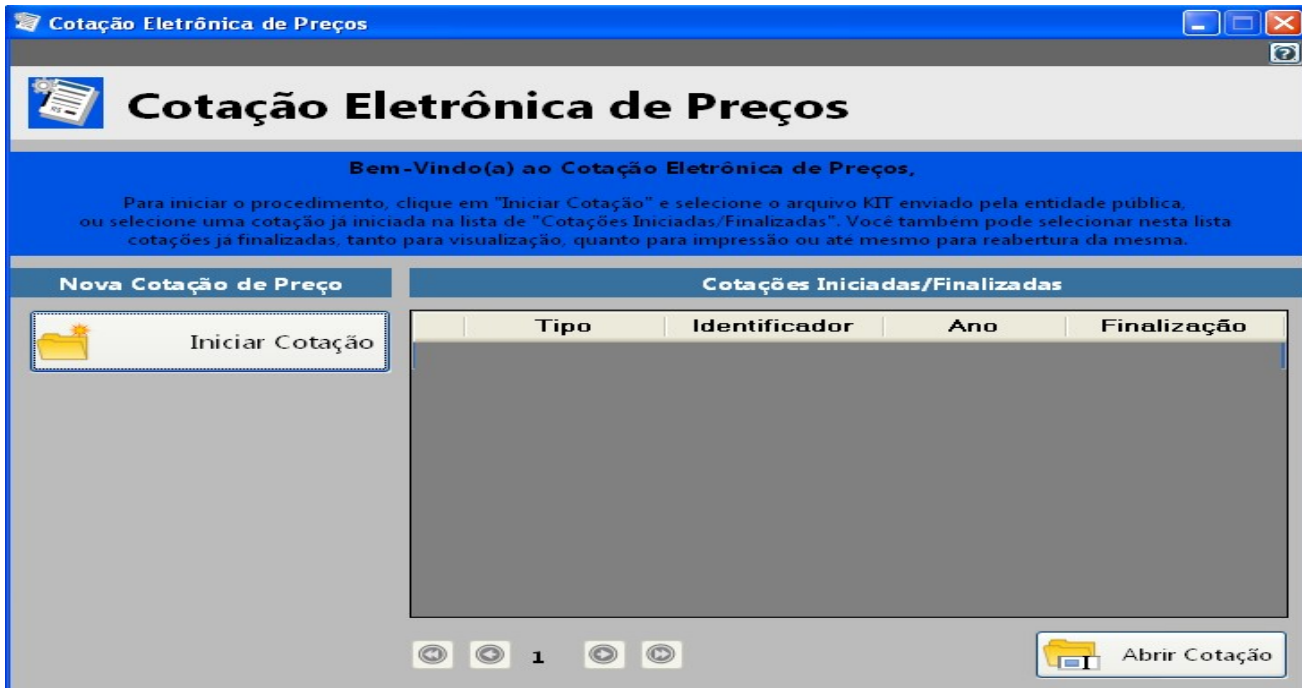 Cotação Eletrônica de Preços
Cotação Eletrônica de Preços
Bem-Vindo(a) ao Cotação Eletrônica de Preços,
Para iniciar o procedimento, clique em "Iniciar Cotação" e selecione o arquivo KIT enviado pela entidade pública,
ou selecione uma cotação já iniciada na lista de "Cotações Iniciadas/Finalizadas". Você também pode selecionar nesta lista
cotações já finalizadas, tanto para visualização, quanto para impressão ou até mesmo para reabertura da mesma.
Nova Cotação de Preço
Cotações Iniciadas/Finalizadas
Iniciar Cotação
Tipo Identificador Ano Finalização
1
Abrir Cotação